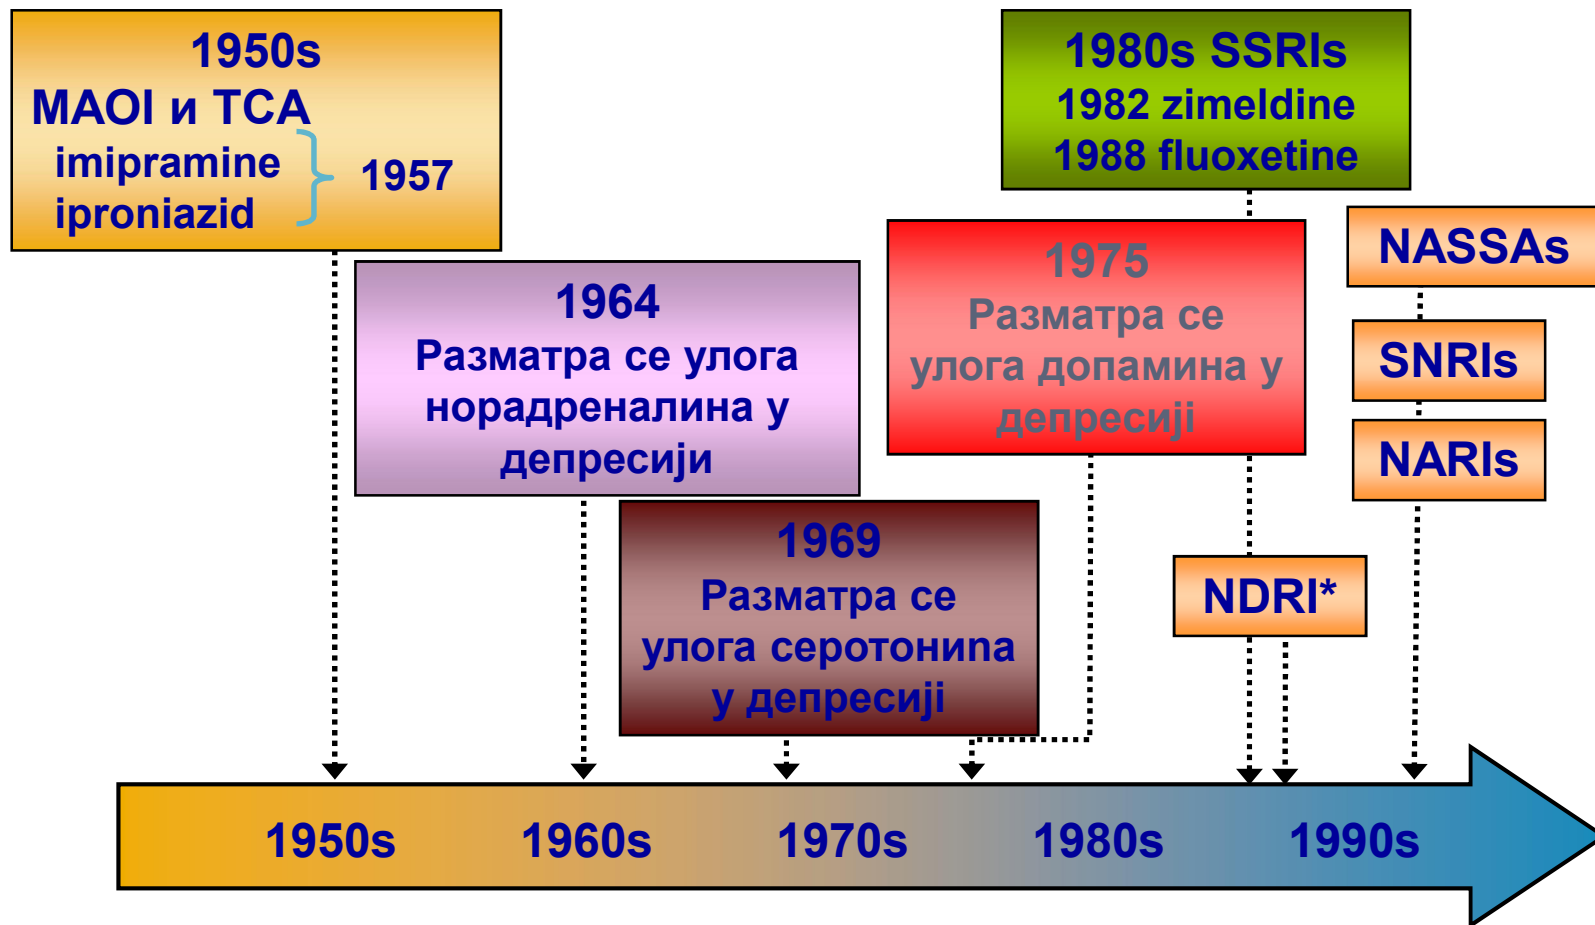 1950s
MAOI и TCA
imipramine
iproniazid
1957
1964
Разматра се улога
норадреналина у
депресији
1969
Разматра се
улога серотонипа
у депресији
1975
Разматра се
улога допамина у
депресији
1980s SSRIs
1982 zimeldine
1988 fluoxetine
NASSAs
SNRIs
NARIs
NDRI*
1950s
1960s
1970s
1980s
1990s